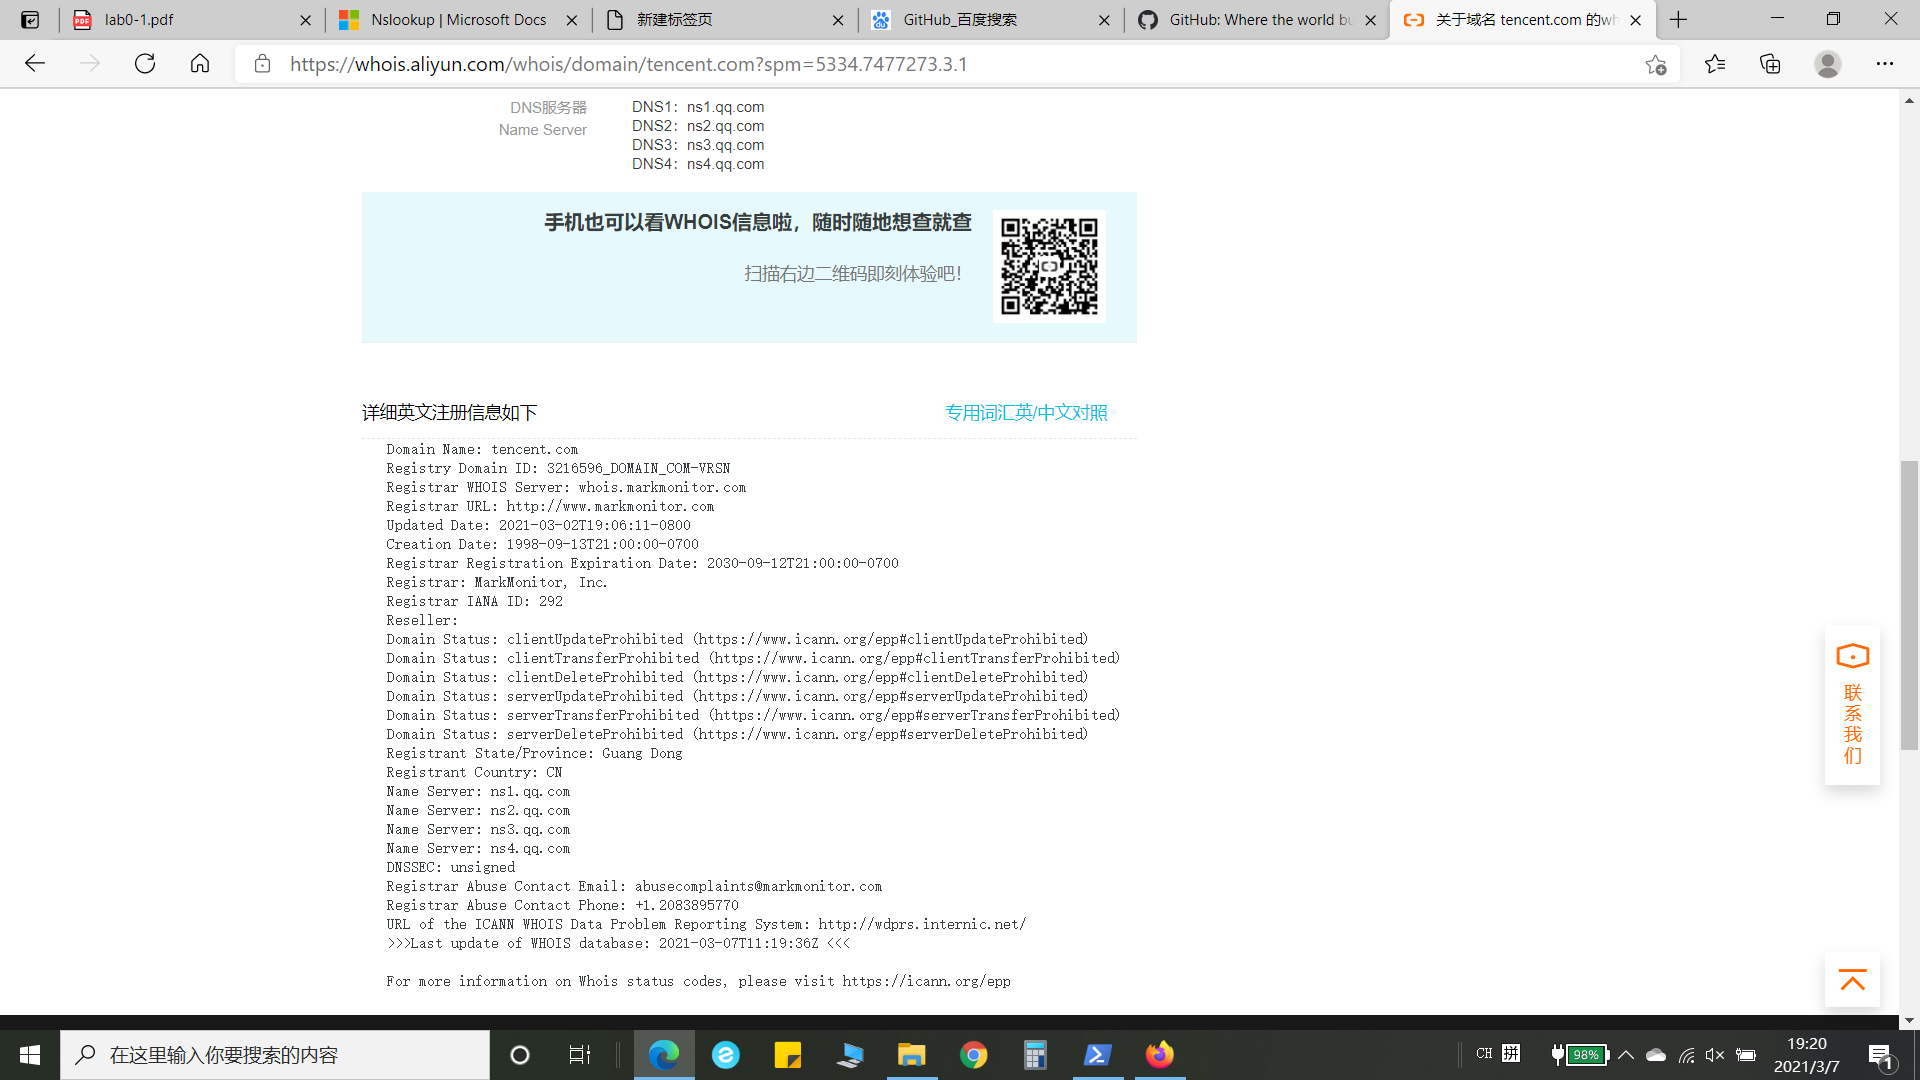 lab0-1.pdf
Nslookup | Microsoft Docs
新建标签页
GitHub_百度搜索
GitHub: Where the world bu
关于域名 tencent.com 的wh
https://whois.aliyun.com/whois/domain/tencent.com?spm=5334.7477273.3.1
DNS服务器
Name Server
DNS1：ns1.qq.com
DNS2：ns2.qq.com
DNS3：ns3.qq.com
DNS4：ns4.qq.com
手机也可以看WHOIS信息啦，随时随地想查就查
扫描右边二维码即刻体验吧！
详细英文注册信息如下
专用词汇英/中文对照
Domain Name: tencent.com
Registry Domain ID: 3216596_DOMAIN_COM-VRSN
Registrar WHOIS Server: whois.markmonitor.com
Registrar URL: http://www.markmonitor.com
Updated Date: 2021-03-02T19:06:11-0800
Creation Date: 1998-09-13T21:00:00-0700
Registrar Registration Expiration Date: 2030-09-12T21:00:00-0700
Registrar: MarkMonitor, Inc.
Registrar IANA ID: 292
Reseller:
Domain Status: clientUpdateProhibited (https://www.icann.org/epp#clientUpdateProhibited)
Domain Status: clientTransferProhibited (https://www.icann.org/epp#clientTransferProhibited)
Domain Status: clientDeleteProhibited (https://www.icann.org/epp#clientDeleteProhibited)
Domain Status: serverUpdateProhibited (https://www.icann.org/epp#serverUpdateProhibited)
Domain Status: serverTransferProhibited (https://www.icann.org/epp#serverTransferProhibited)
Domain Status: serverDeleteProhibited (https://www.icann.org/epp#serverDeleteProhibited)
Registrant State/Province: Guang Dong
Registrant Country: CN
Name Server: ns1.qq.com
Name Server: ns2.qq.com
Name Server: ns3.qq.com
Name Server: ns4.qq.com
DNSSEC: unsigned
Registrar Abuse Contact Email: abusecomplaints@markmonitor.com
Registrar Abuse Contact Phone: +1.2083895770
URL of the ICANN WHOIS Data Problem Reporting System: http://wdprs.internic.net/
>>>Last update of WHOIS database: 2021-03-07T11:19:36Z <<<
For more information on Whois status codes, please visit https://icann.org/epp
联系我们
在这里输入你要搜索的内容
CH 拼
98%
19:20
2021/3/7
1